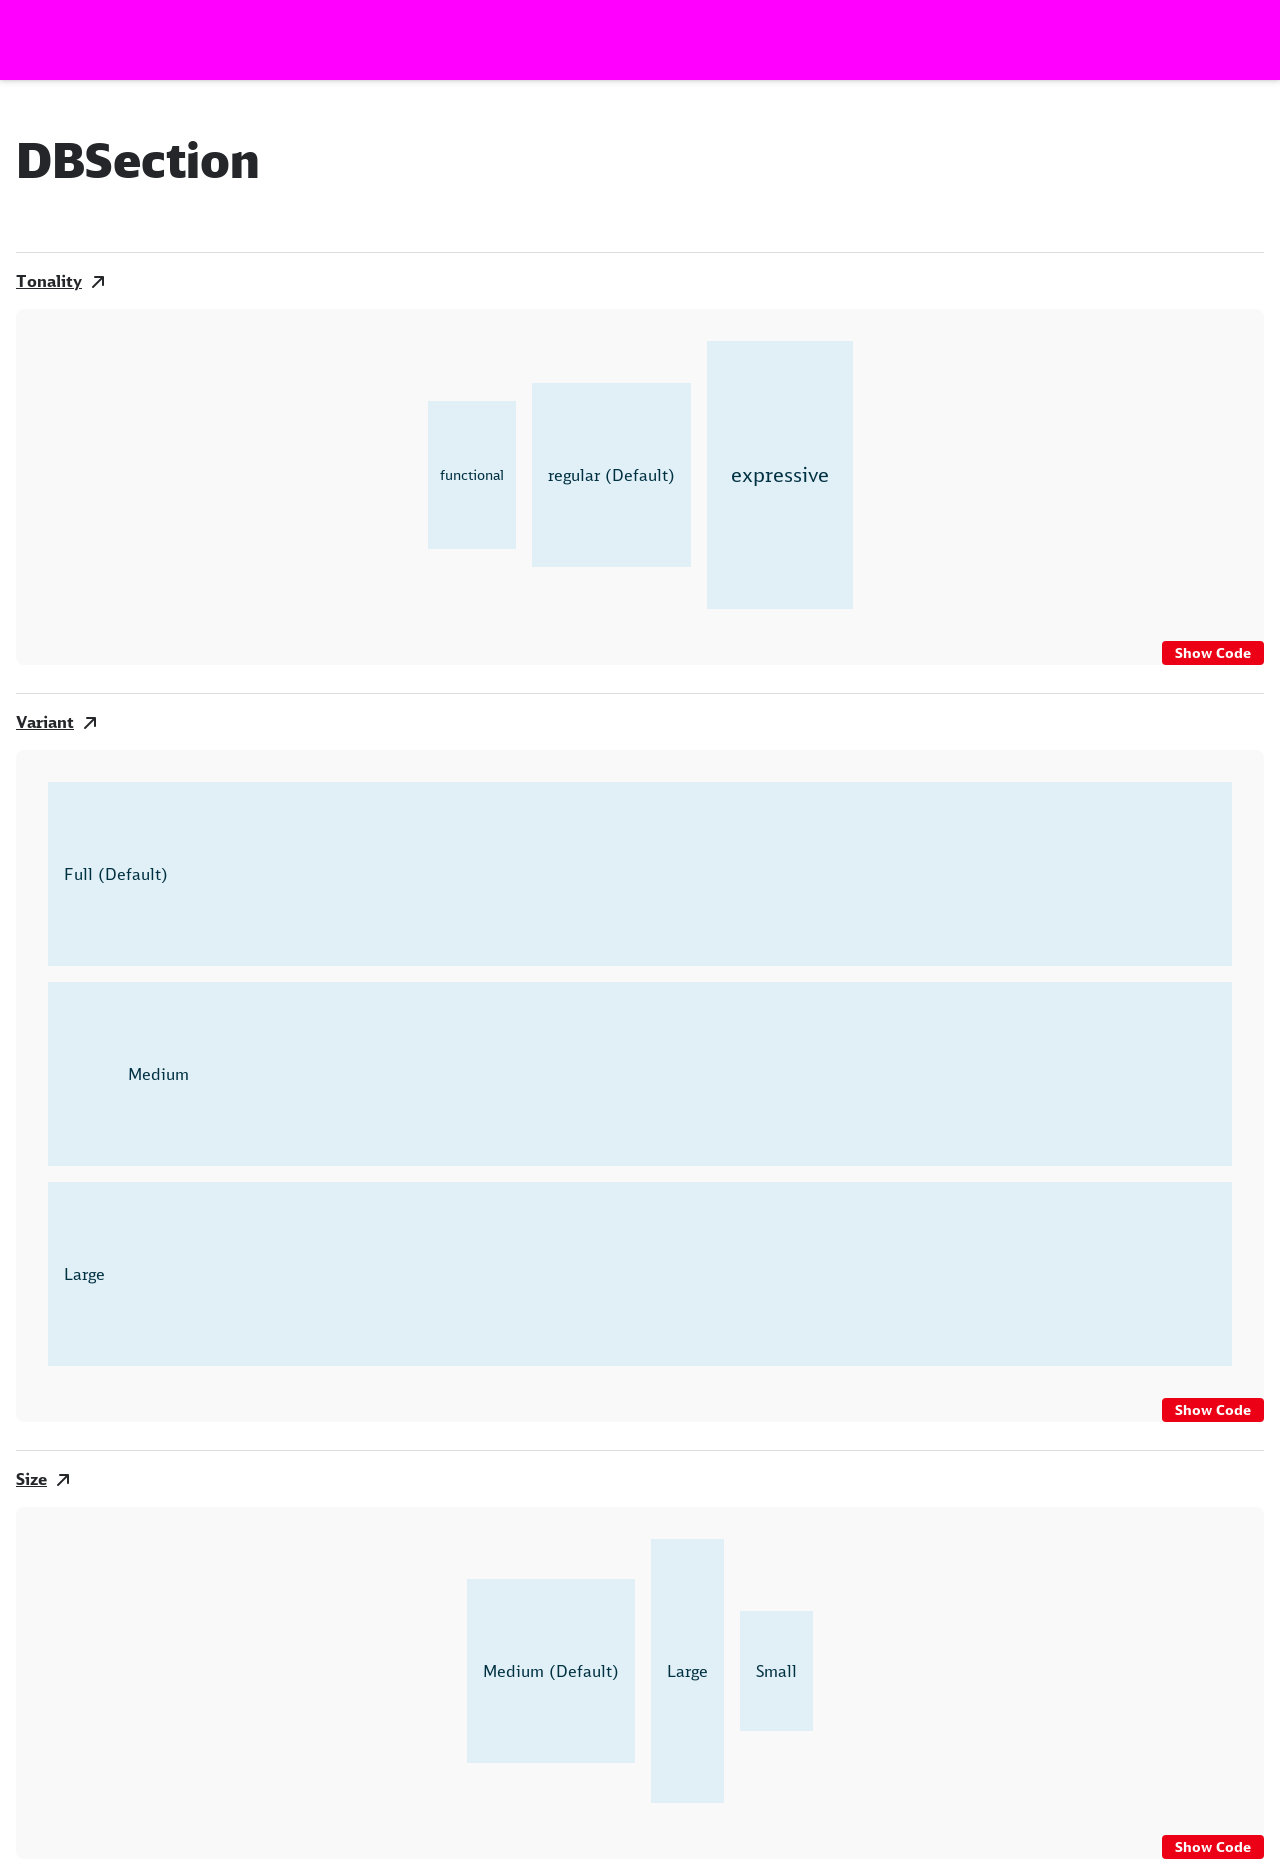 DBSection
Tonality
functional
regular (Default)
expressive
Show Code
Variant
Full (Default)
Medium
Large
Show Code
Size
Medium (Default)
Large
Small
Show Code